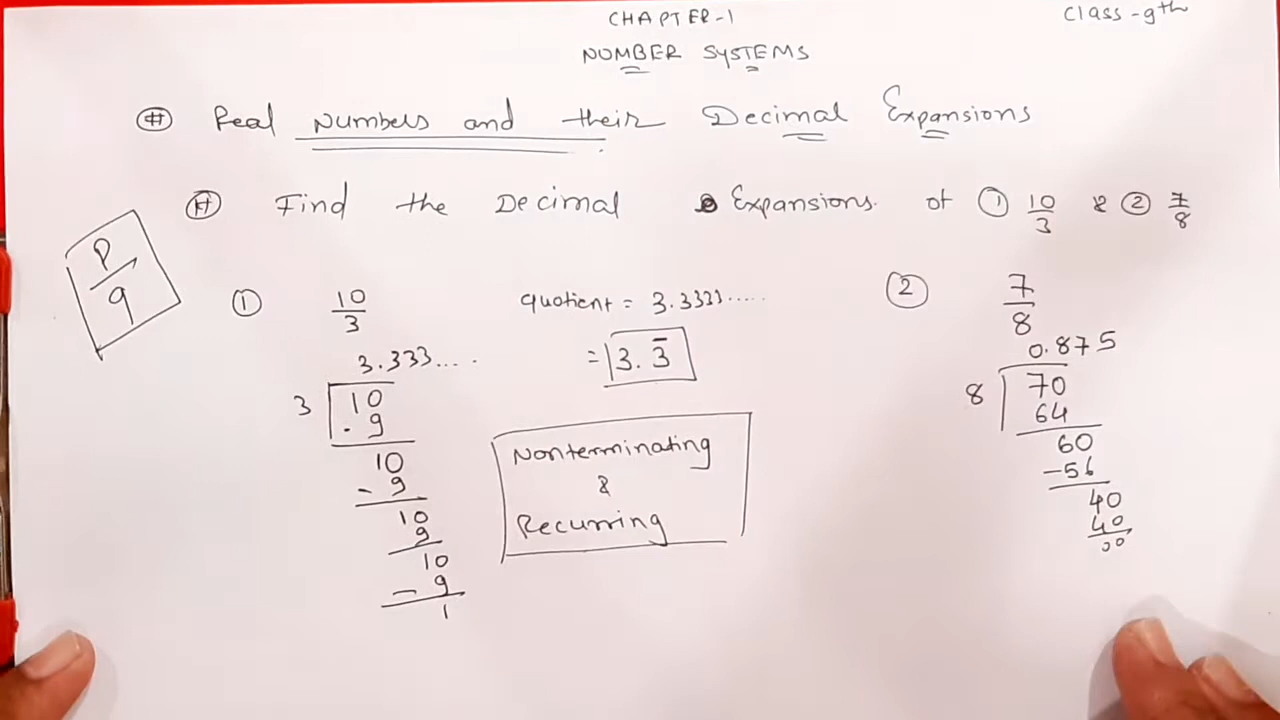 CHAPTER-1
Class-9th
NUMBER SYSTEMS
# Real Numbers and their Decimal Expansions
# Find the Decimal Expansions of ① 10/3 & ② 7/8
P/q
① 10/3
quotient = 3.3333.....
= 3.3̅
3.333....
3
10
9
10
- 9
10
9
10
- 9
1
Nonterminating
&
Recurring
② 7/8
0.875
8
70
64
60
-56
40
40
00